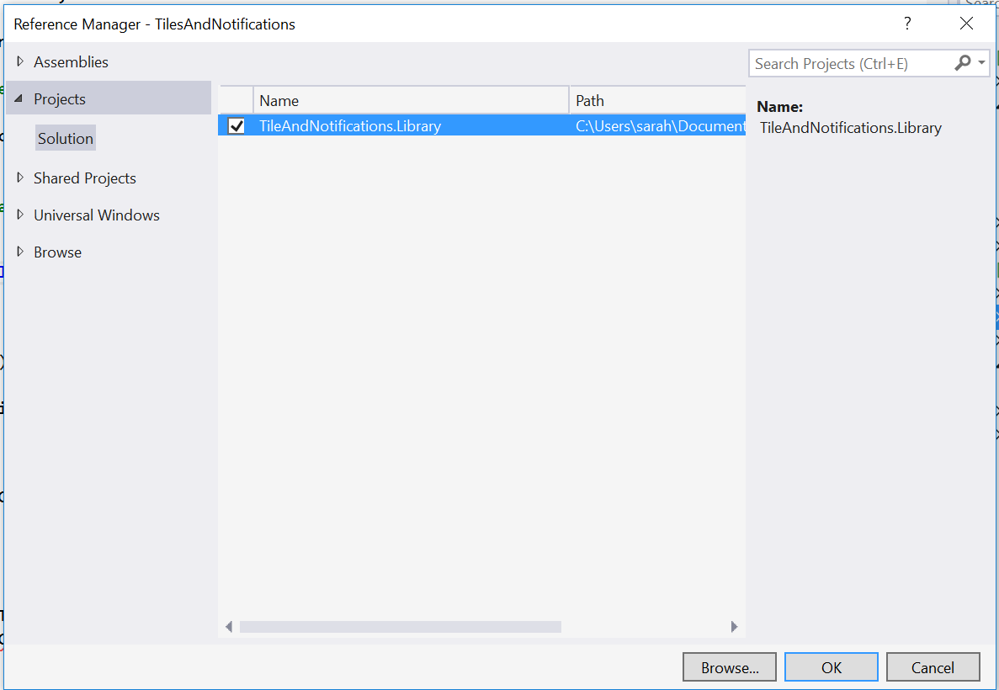 Reference Manager - TilesAndNotifications
?
Assemblies
Search Projects (Ctrl+E)
Projects
Name Path
Name:
TileAndNotifications.Library C:\Users\sarah\Document
TileAndNotifications.Library
Solution
Shared Projects
Universal Windows
Browse
Browse... OK Cancel